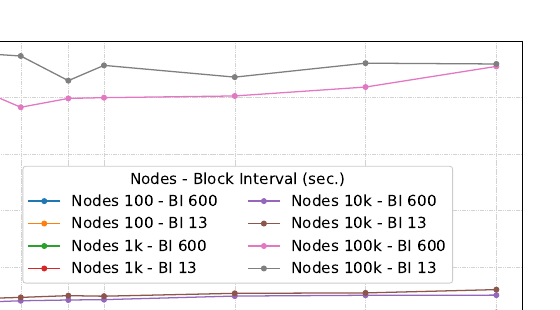 Nodes - Block Interval (sec.)
Nodes 100 - BI 600
Nodes 100 - BI 13
Nodes 1k - BI 600
Nodes 1k - BI 13
Nodes 10k - BI 600
Nodes 10k - BI 13
Nodes 100k - BI 600
Nodes 100k - BI 13